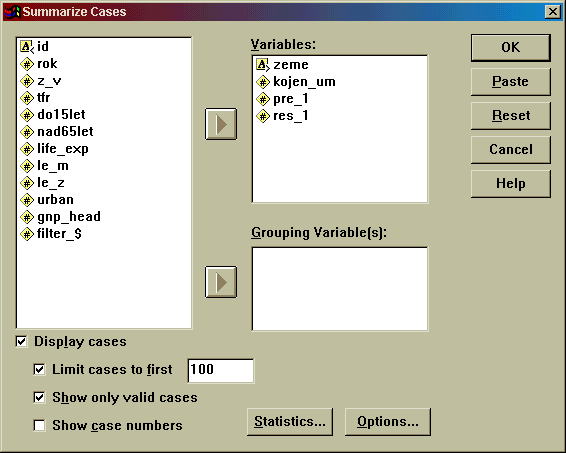 Summarize Cases
id
rok
z_v
tfr
do15let
nad65let
life_exp
le_m
le_z
urban
gnp_head
filter_$
Variables:
zeme
kojen_um
pre_1
res_1
Grouping Variable(s):
OK
Paste
Reset
Cancel
Help
Display cases
Limit cases to first 100
Show only valid cases
Show case numbers
Statistics...
Options...